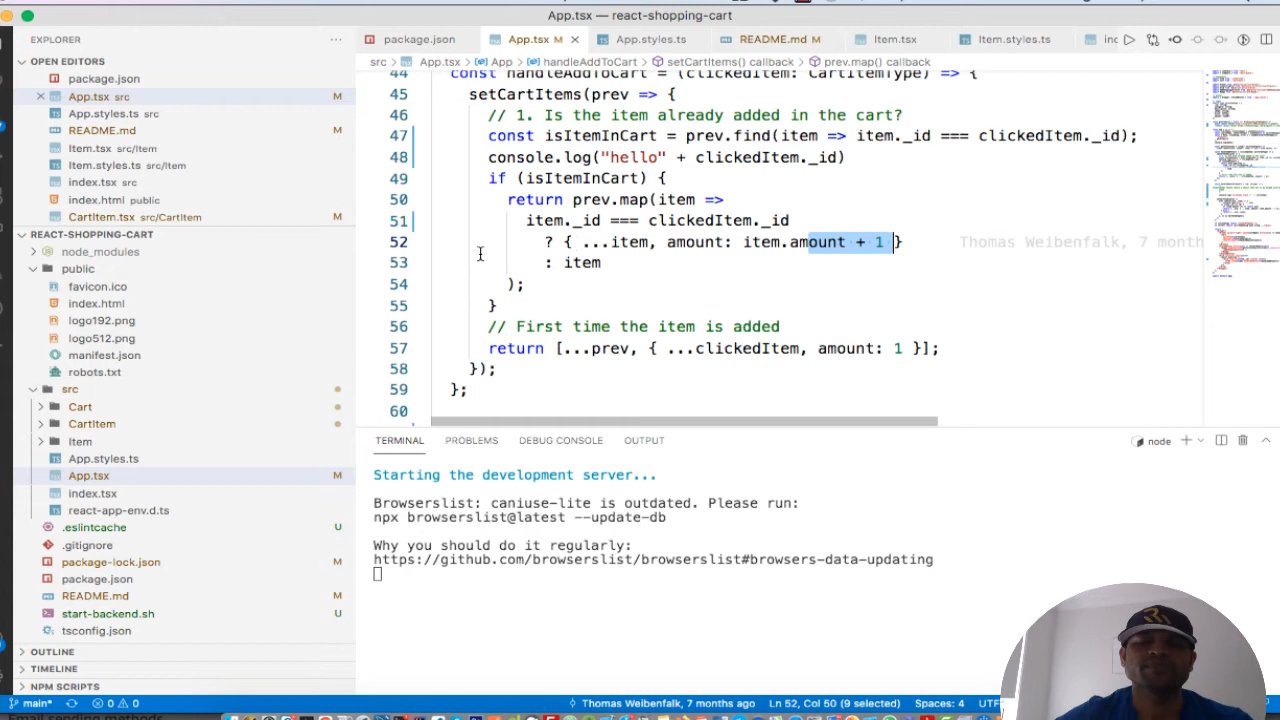 App.tsx — react-shopping-cart
EXPLORER
OPEN EDITORS
package.json
App.tsx src M
App.styles.ts src
README.md M
Item.tsx src/Item
Item.styles.ts src/Item
index.tsx src
index.html public
CartItem.tsx src/CartItem M
REACT-SHOPPING-CART
node_modules
public
favicon.ico
index.html
logo192.png
logo512.png
manifest.json
robots.txt
src
Cart
CartItem
Item
App.styles.ts
App.tsx M
index.tsx
react-app-env.d.ts
.eslintcache U
.gitignore
package-lock.json M
package.json
README.md M
start-backend.sh U
tsconfig.json
OUTLINE
TIMELINE
NPM SCRIPTS
package.json
App.tsx M
App.styles.ts
README.md M
Item.tsx
Item.styles.ts
src > App.tsx > App > handleAddToCart > setCartItems() callback > prev.map() callback
44 const handleAddToCart = (clickedItem: CartItemType) => {
45 setCartItems(prev => {
46 // 1. Is the item already added in the cart?
47 const isItemInCart = prev.find(item => item._id === clickedItem._id);
48 console.log("hello" + clickedItem._id)
49 if (isItemInCart) {
50 return prev.map(item =>
51 item._id === clickedItem._id
52 ? { ...item, amount: item.amount + 1 } Thomas Weibenfalk, 7 month
53 : item
54 );
55 }
56 // First time the item is added
57 return [...prev, { ...clickedItem, amount: 1 }];
58 });
59 };
60
TERMINAL PROBLEMS DEBUG CONSOLE OUTPUT
node
Starting the development server...
Browserslist: caniuse-lite is outdated. Please run:
npx browserslist@latest --update-db
Why you should do it regularly:
https://github.com/browserslist/browserslist#browsers-data-updating
main* 0 0 Thomas Weibenfalk, 7 months ago Ln 52, Col 50 (9 selected) Spaces: 4 UTF